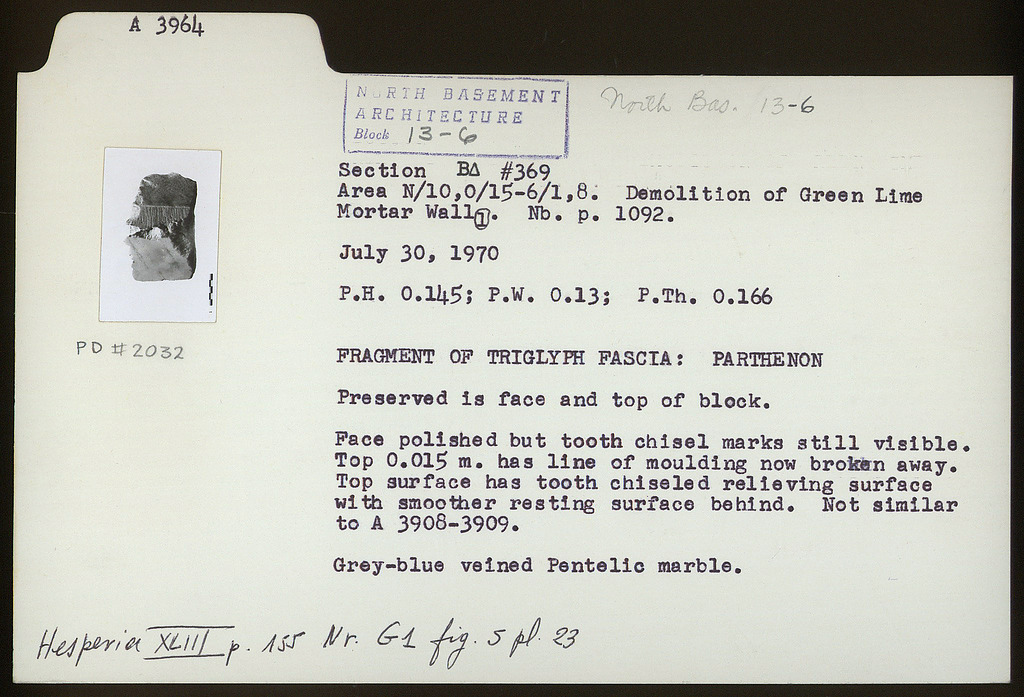 A 3964
NORTH BASEMENT
ARCHITECTURE
Block 13-6
North Bas. 13-6
Section BΔ #369
Area N/10,0/15-6/1,8. Demolition of Green Lime
Mortar Wall①. Nb. p. 1092.
July 30, 1970
P.H. 0.145; P.W. 0.13; P.Th. 0.166
PD #2032
FRAGMENT OF TRIGLYPH FASCIA: PARTHENON
Preserved is face and top of block.
Face polished but tooth chisel marks still visible.
Top 0.015 m. has line of moulding now broken away.
Top surface has tooth chiseled relieving surface
with smoother resting surface behind. Not similar
to A 3908-3909.
Grey-blue veined Pentelic marble.
Hesperia XLIII p. 155 Nr. G1 fig. 5 pl. 23